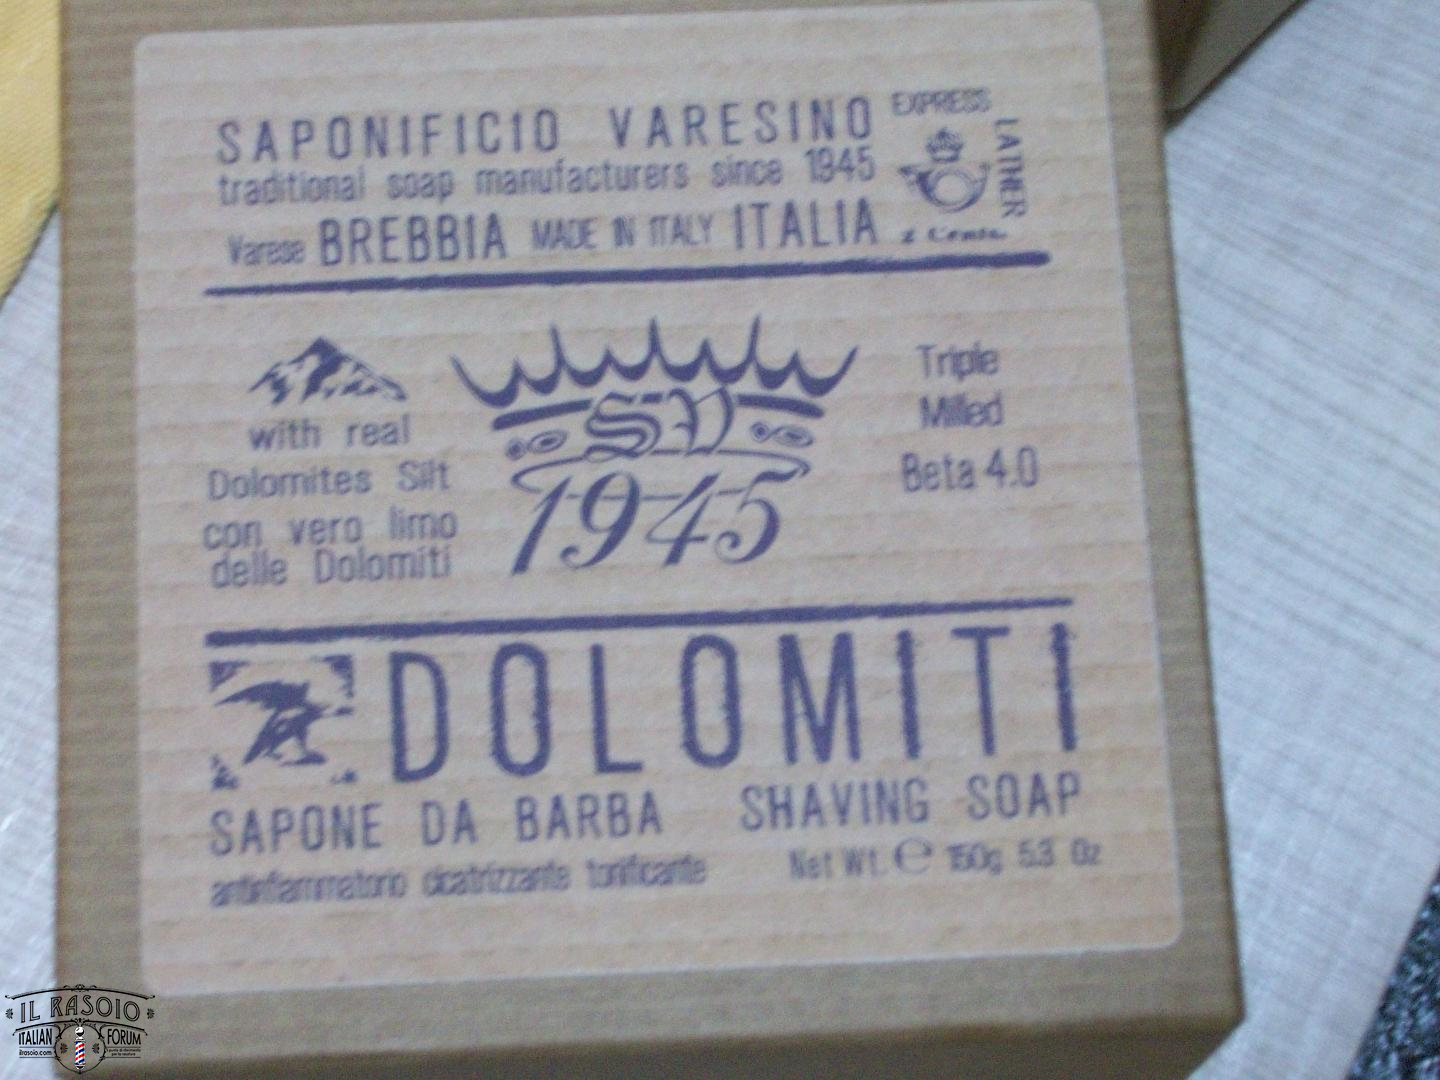 SAPONIFICIO VARESINO
traditional soap manufacturers since 1945
Varese BREBBIA MADE IN ITALY ITALIA
EXPRESS
LATHER
with real
Dolomites Silt
con vero limo
delle Dolomiti
SV
1945
Triple
Milled
Beta 4.0
DOLOMITI
SAPONE DA BARBA SHAVING SOAP
antinfiammatorio cicatrizzante tonificante Net Wt. ℮ 150g 5.3 Oz
IL RASOIO
ITALIAN FORUM
ilrasoio.com